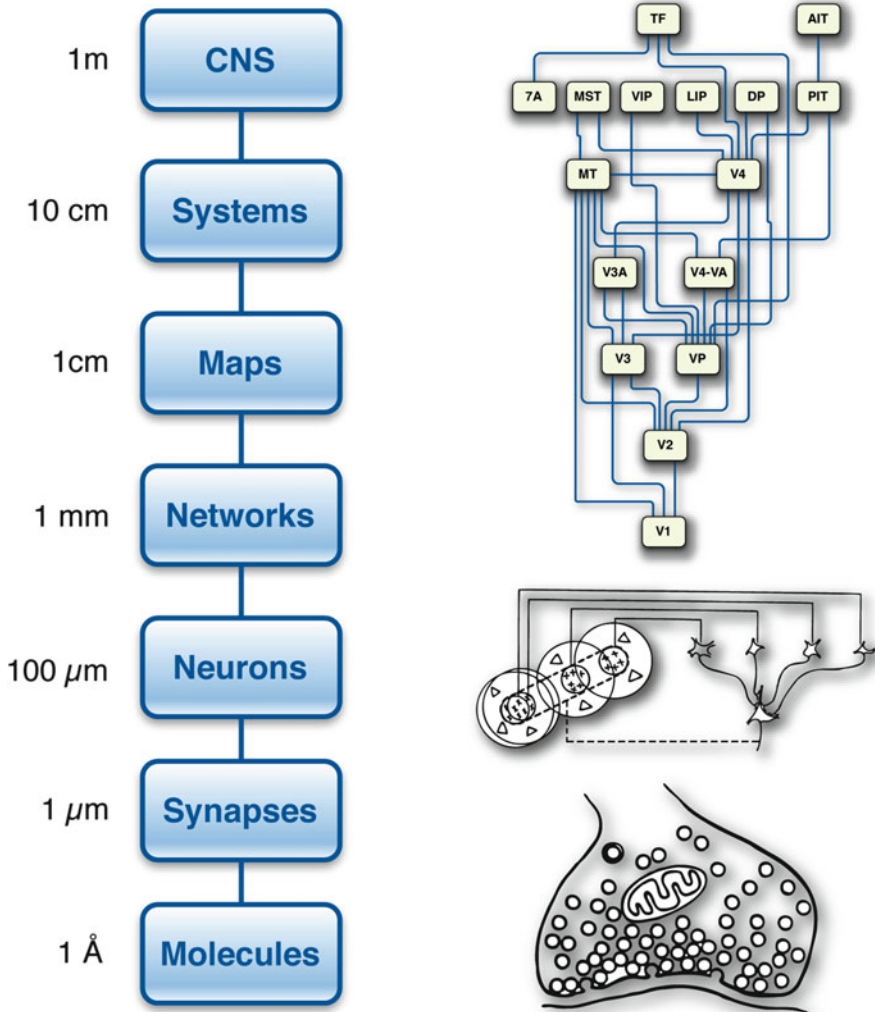 1m
CNS
10 cm
Systems
1cm
Maps
1 mm
Networks
100 µm
Neurons
1 µm
Synapses
1 Å
Molecules
TF AIT
7A MST VIP LIP DP PIT
MT V4
V3A V4-VA
V3 VP
V2
V1